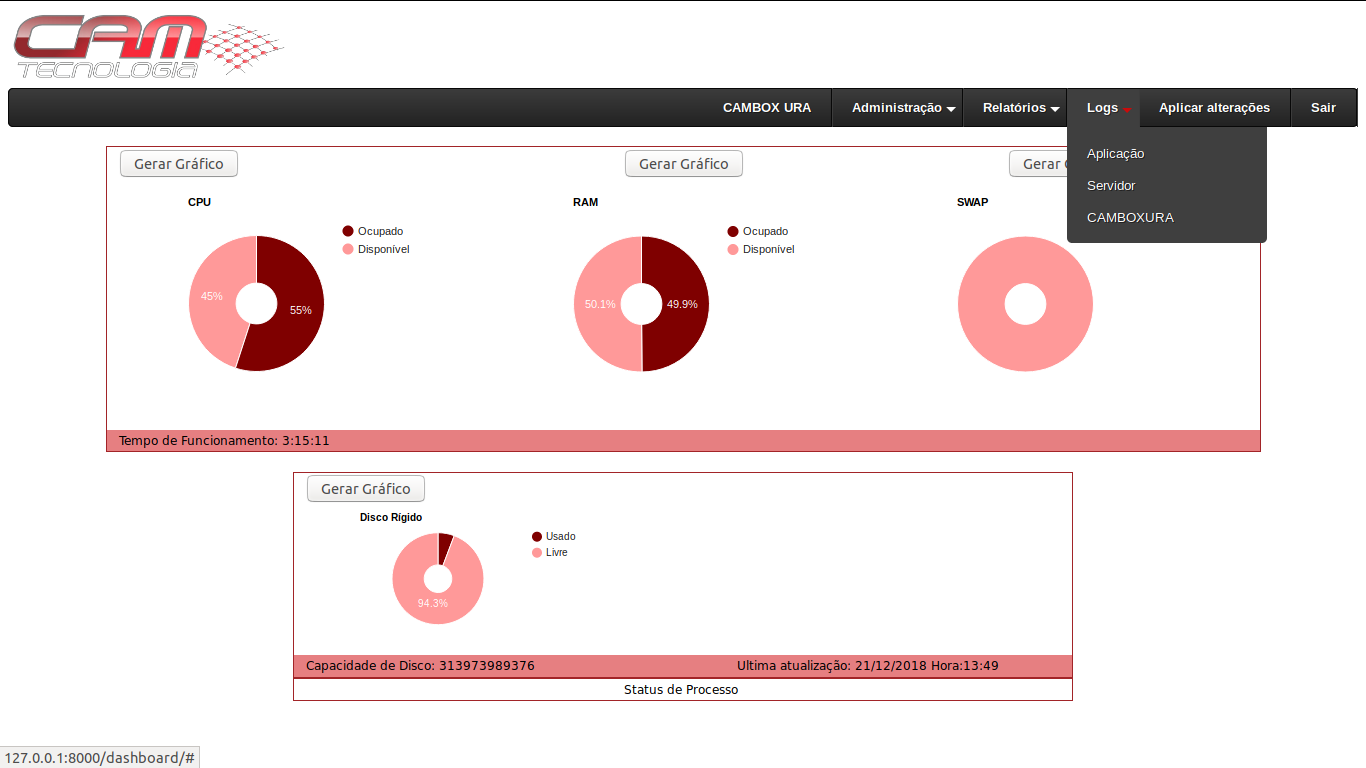 CAM
TECNOLOGIA
CAMBOX URA Administração Relatórios Logs Aplicar alterações Sair
Aplicação
Servidor
CAMBOXURA
Gerar Gráfico Gerar Gráfico Gerar
CPU RAM SWAP
Ocupado
Disponível
45%
55%
Ocupado
Disponível
50.1% 49.9%
Tempo de Funcionamento: 3:15:11
Gerar Gráfico
Disco Rígido
Usado
Livre
94.3%
Capacidade de Disco: 313973989376 Ultima atualização: 21/12/2018 Hora:13:49
Status de Processo
127.0.0.1:8000/dashboard/#